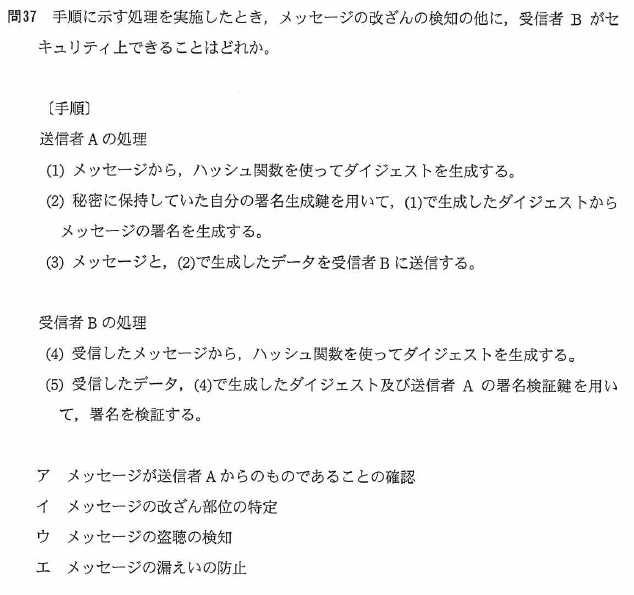 問37 手順に示す処理を実施したとき，メッセージの改ざんの検知の他に，受信者 B がセ
キュリティ上できることはどれか。
〔手順〕
送信者 A の処理
(1) メッセージから，ハッシュ関数を使ってダイジェストを生成する。
(2) 秘密に保持していた自分の署名生成鍵を用いて，(1)で生成したダイジェストから
メッセージの署名を生成する。
(3) メッセージと，(2)で生成したデータを受信者 B に送信する。
受信者 B の処理
(4) 受信したメッセージから，ハッシュ関数を使ってダイジェストを生成する。
(5) 受信したデータ，(4)で生成したダイジェスト及び送信者 A の署名検証鍵を用い
て，署名を検証する。
ア メッセージが送信者 A からのものであることの確認
イ メッセージの改ざん部位の特定
ウ メッセージの盗聴の検知
エ メッセージの漏えいの防止